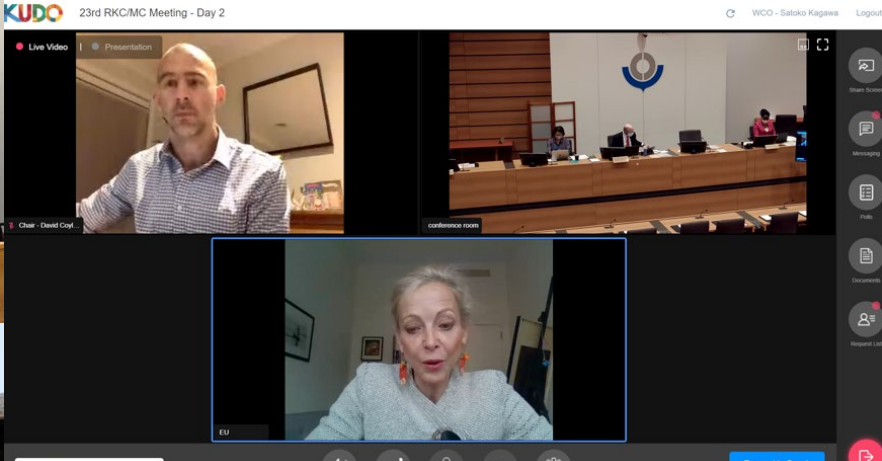 KUDO
23rd RKC/MC Meeting - Day 2
WCO - Satoko Kagawa
Logout
Live Video
Presentation
Share Screen
Messaging
Chair - David Coyl...
conference room
Polls
Documents
Request List
EU